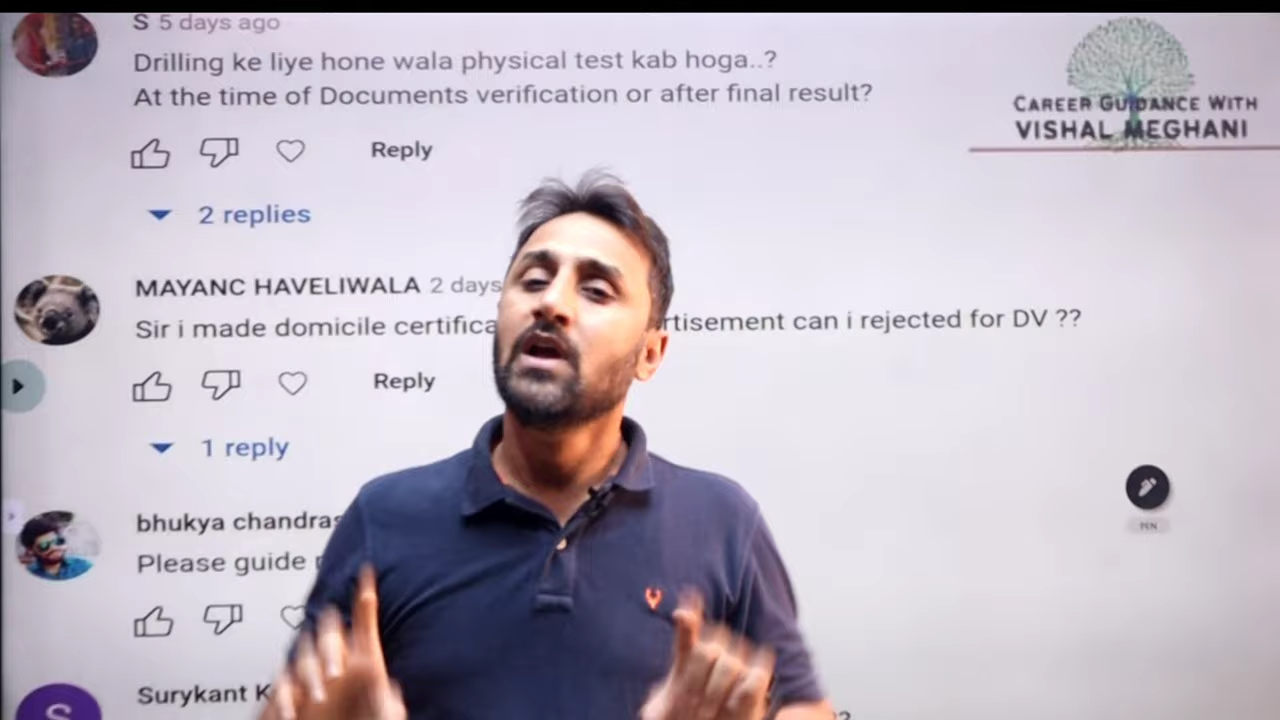 S 5 days ago
Drilling ke liye hone wala physical test kab hoga..?
At the time of Documents verification or after final result?
CAREER GUIDANCE WITH
VISHAL MEGHANI
Reply
2 replies
MAYANC HAVELIWALA 2 days
Sir i made domicile certifica rtisement can i rejected for DV ??
Reply
1 reply
bhukya chandras
Please guide
PEN
Surykant K
S